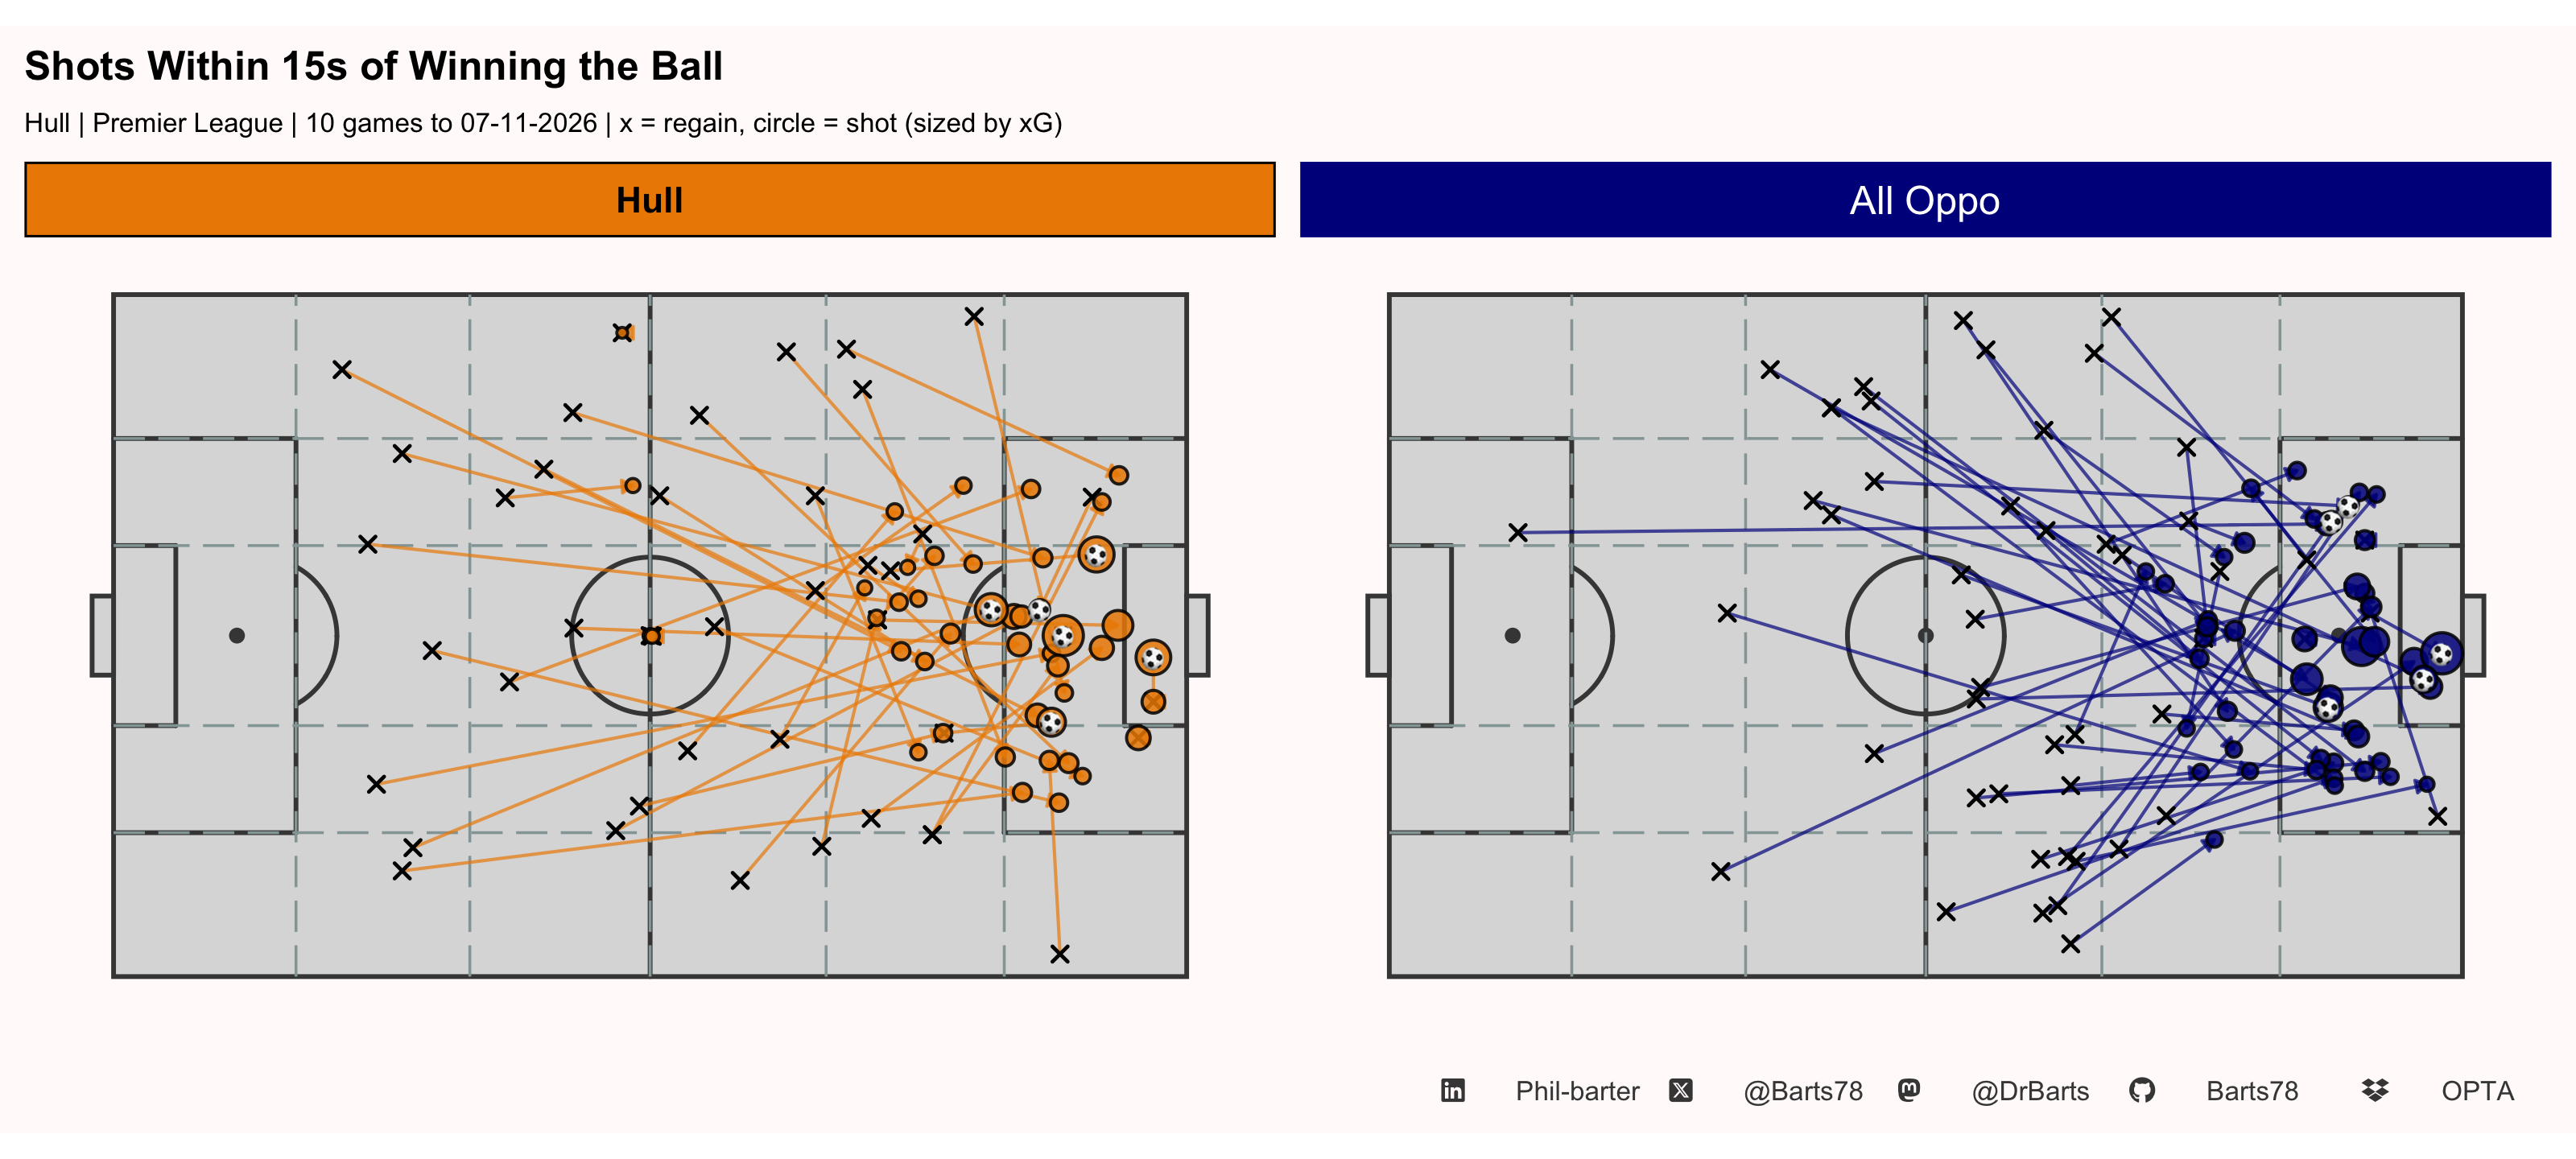 Shots Within 15s of Winning the Ball
Hull | Premier League | 10 games to 07-11-2026 | x = regain, circle = shot (sized by xG)
Hull
All Oppo
Phil-barter @Barts78 @DrBarts Barts78 OPTA